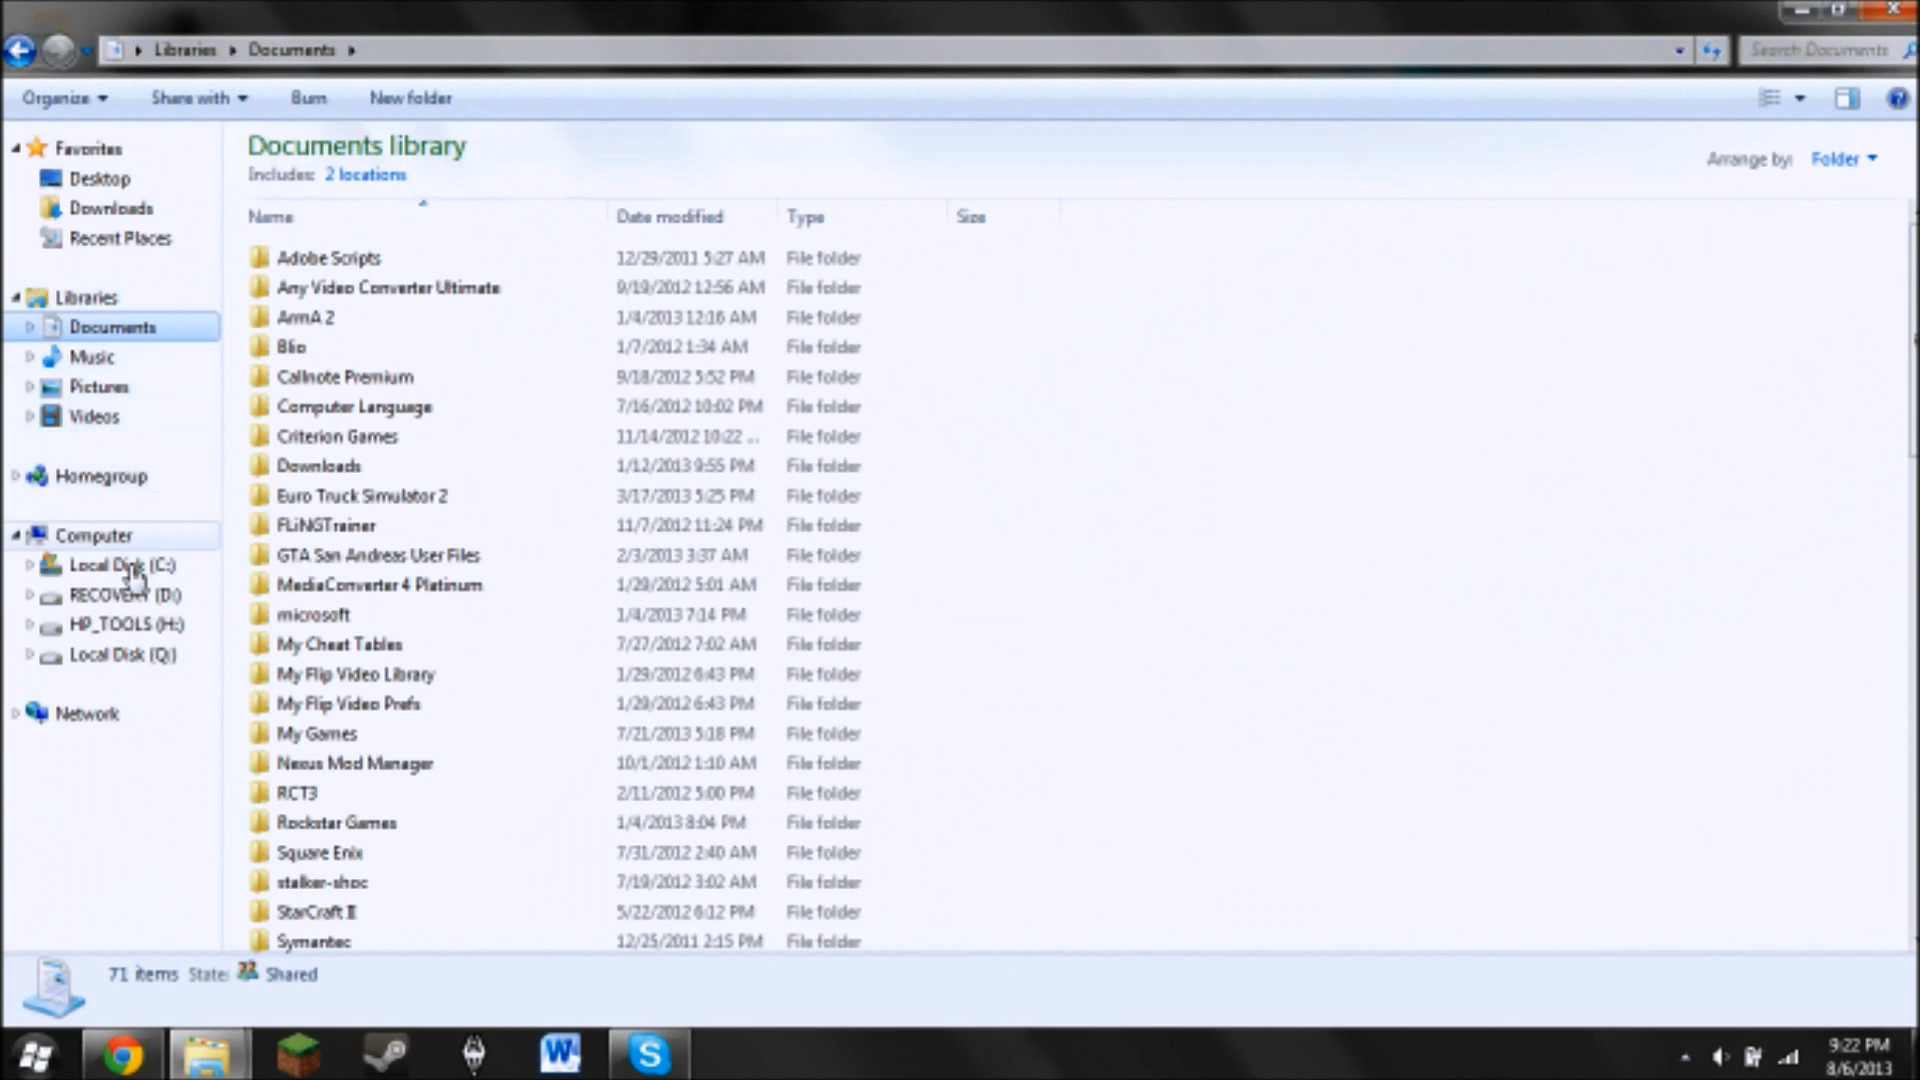 Libraries Documents
Search Documents
Organize Share with Burn New folder
Favorites
Desktop
Downloads
Recent Places
Libraries
Documents
Music
Pictures
Videos
Homegroup
Computer
Local Disk (C:)
RECOVERY (D:)
HP_TOOLS (H:)
Local Disk (Q:)
Network
Documents library
Includes: 2 locations
Arrange by: Folder
Name Date modified Type Size
Adobe Scripts 12/29/2011 5:27 AM File folder
Any Video Converter Ultimate 9/19/2012 12:56 AM File folder
ArmA 2 1/4/2013 12:16 AM File folder
Blio 1/7/2012 1:34 AM File folder
Callnote Premium 9/18/2012 5:52 PM File folder
Computer Language 7/16/2012 10:02 PM File folder
Criterion Games 11/14/2012 10:22 ... File folder
Downloads 1/12/2013 9:55 PM File folder
Euro Truck Simulator 2 3/17/2013 5:25 PM File folder
FLiNGTrainer 11/7/2012 11:24 PM File folder
GTA San Andreas User Files 2/3/2013 3:37 AM File folder
MediaConverter 4 Platinum 1/29/2012 5:01 AM File folder
microsoft 1/4/2013 7:14 PM File folder
My Cheat Tables 7/27/2012 7:02 AM File folder
My Flip Video Library 1/29/2012 6:43 PM File folder
My Flip Video Prefs 1/29/2012 6:43 PM File folder
My Games 7/21/2013 5:18 PM File folder
Nexus Mod Manager 10/1/2012 1:10 AM File folder
RCT3 2/11/2012 5:00 PM File folder
Rockstar Games 1/4/2013 8:04 PM File folder
Square Enix 7/31/2012 2:40 AM File folder
stalker-shoc 7/19/2012 3:02 AM File folder
StarCraft II 5/22/2012 6:12 PM File folder
Symantec 12/25/2011 2:15 PM File folder
71 items State: Shared
9:22 PM
8/6/2013